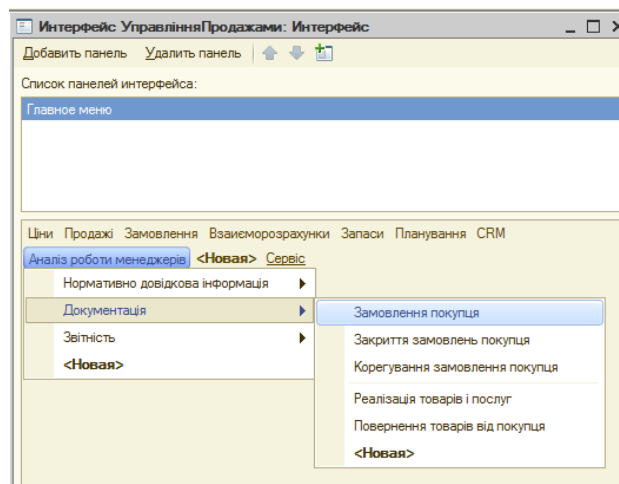 Интерфейс УправлінняПродажами: Интерфейс
Добавить панель Удалить панель
Список панелей интерфейса:
Главное меню
Ціни Продажі Замовлення Взаєморозрахунки Запаси Планування CRM
Аналіз роботи менеджерів <Новая> Сервіс
Нормативно довідкова інформація
Документація
Звітність
<Новая>
Замовлення покупця
Закриття замовлень покупця
Корегування замовлення покупця
Реалізація товарів і послуг
Повернення товарів від покупця
<Новая>